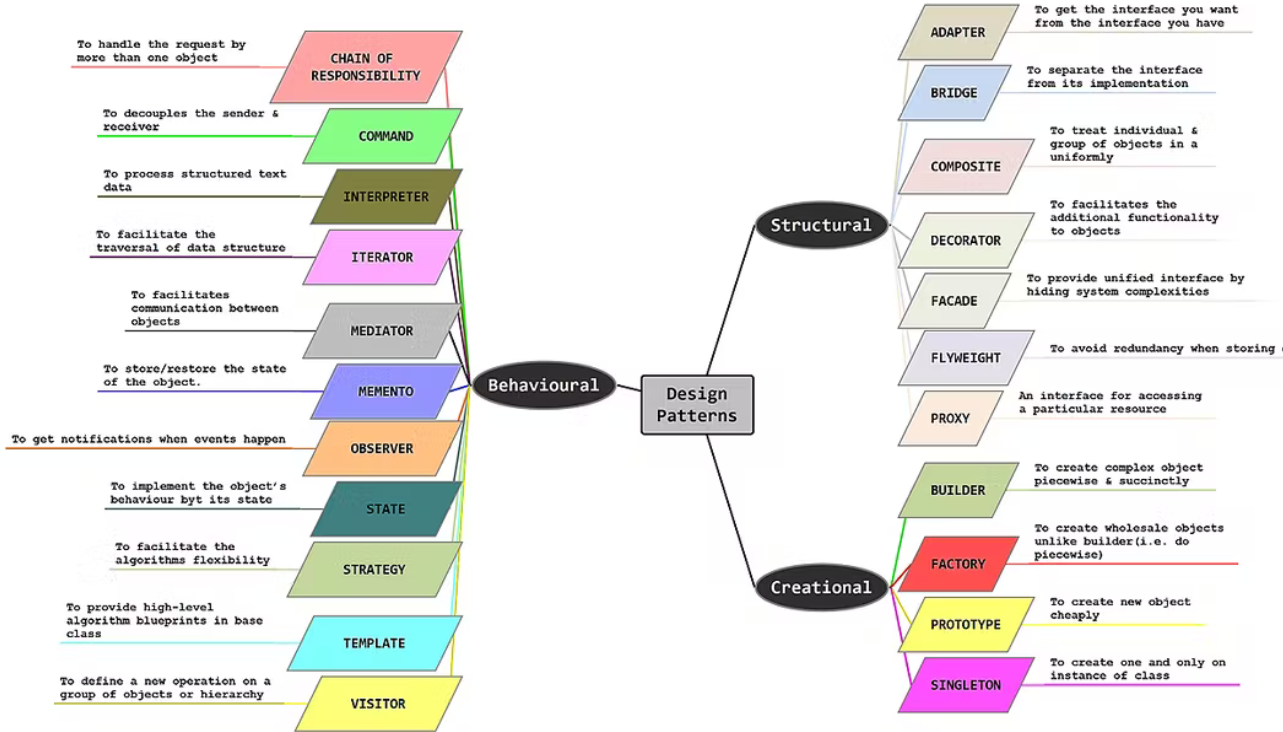 To handle the request by
more than one object
CHAIN OF
RESPONSIBILITY
To decouples the sender &
receiver
COMMAND
To process structured text
data
INTERPRETER
To facilitate the
traversal of data structure
ITERATOR
To facilitates
communication between
objects
MEDIATOR
To store/restore the state
of the object.
MEMENTO
To get notifications when events happen
OBSERVER
To implement the object's
behaviour byt its state
STATE
To facilitate the
algorithms flexibility
STRATEGY
To provide high-level
algorithm blueprints in base
class
TEMPLATE
To define a new operation on a
group of objects or hierarchy
VISITOR
Behavioural
Design
Patterns
Structural
ADAPTER
To get the interface you want
from the interface you have
BRIDGE
To separate the interface
from its implementation
COMPOSITE
To treat individual &
group of objects in a
uniformly
DECORATOR
To facilitates the
additional functionality
to objects
FACADE
To provide unified interface by
hiding system complexities
FLYWEIGHT
To avoid redundancy when storing
PROXY
An interface for accessing
a particular resource
Creational
BUILDER
To create complex object
piecewise & succinctly
FACTORY
To create wholesale objects
unlike builder(i.e. do
piecewise)
PROTOTYPE
To create new object
cheaply
SINGLETON
To create one and only on
instance of class